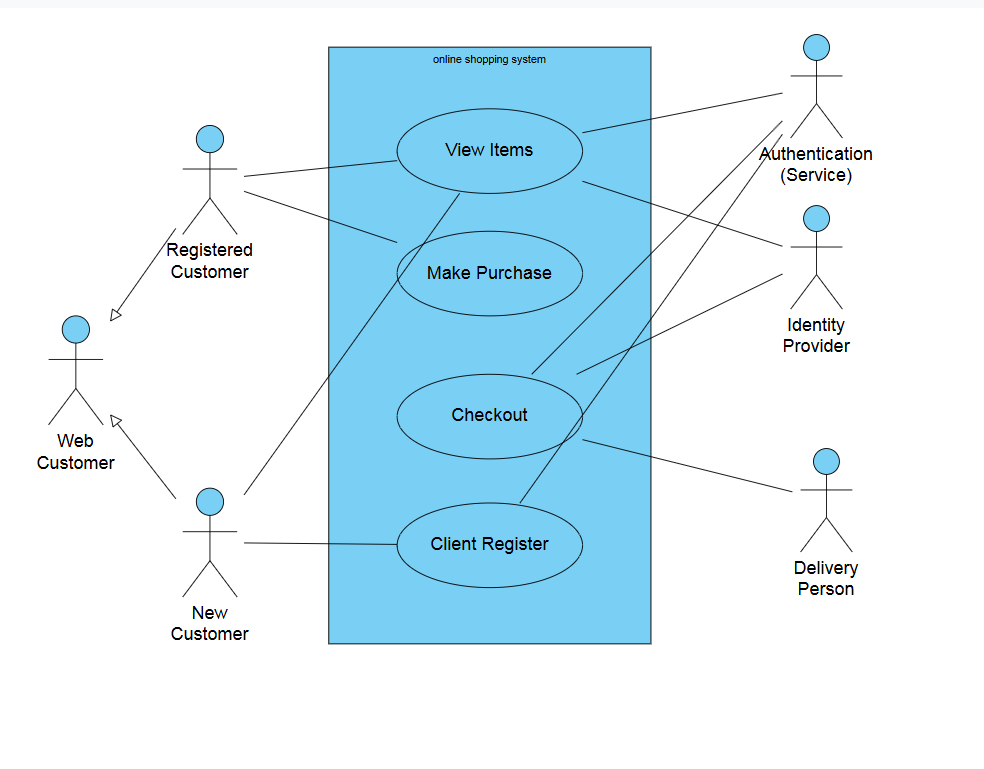 online shopping system
View Items
Authentication
(Service)
Registered
Customer
Make Purchase
Identity
Provider
Checkout
Web
Customer
Client Register
Delivery
Person
New
Customer